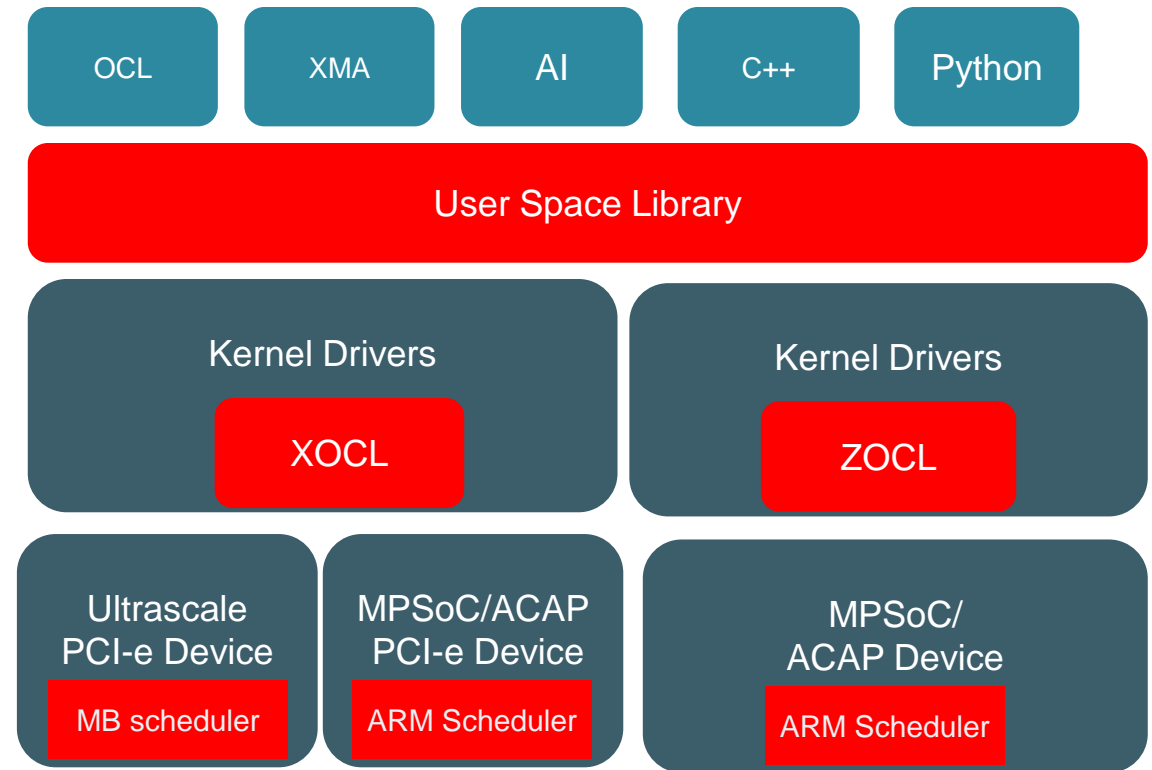 OCL
XMA
AI
C++
Python
User Space Library
Kernel Drivers
XOCL
Kernel Drivers
ZOCL
Ultrascale
PCI-e Device
MB scheduler
MPSoC/ACAP
PCI-e Device
ARM Scheduler
MPSoC/
ACAP Device
ARM Scheduler